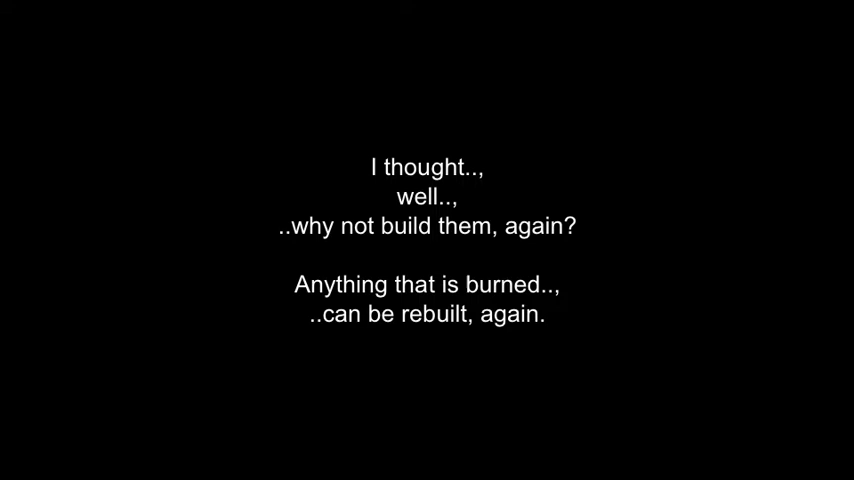 I thought..,
well..,
..why not build them, again?
Anything that is burned..,
..can be rebuilt, again.